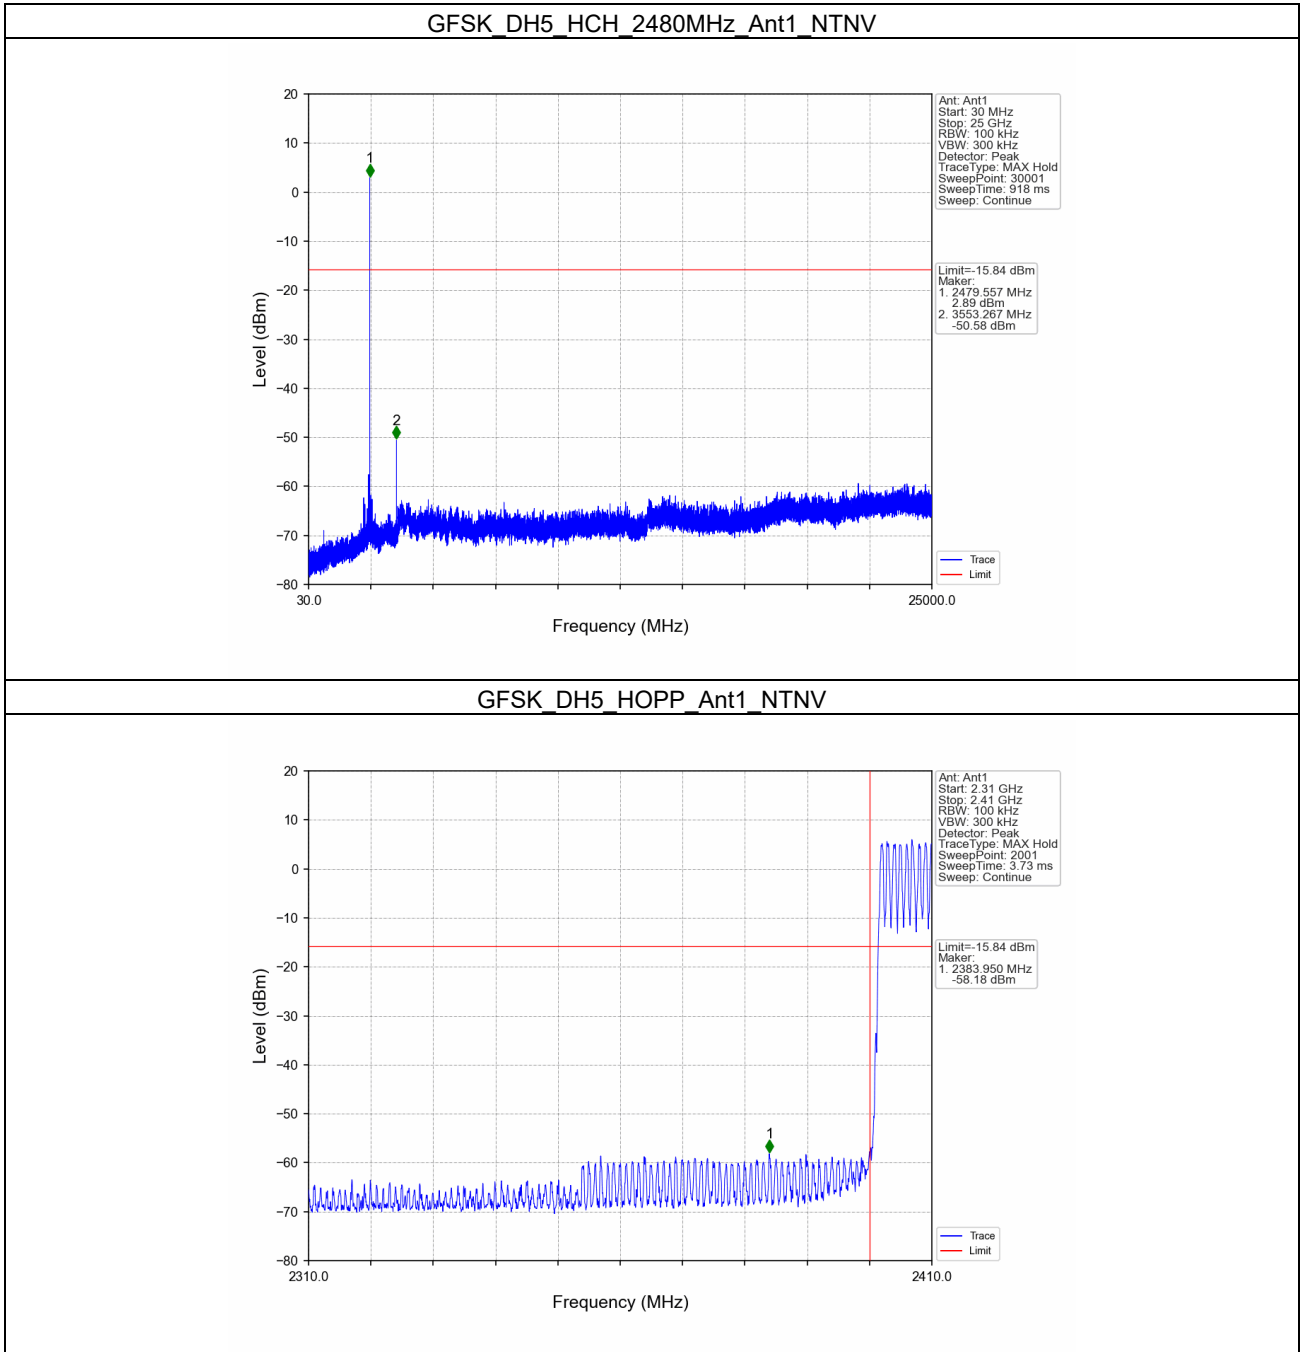 GFSK_DH5_HCH_2480MHz_Ant1_NTNV
20
10
0
−10
−20
−30
−40
−50
−60
−70
−80
Level (dBm)
1
2
30.0
25000.0
Frequency (MHz)
Ant: Ant1
Start: 30 MHz
Stop: 25 GHz
RBW: 100 kHz
VBW: 300 kHz
Detector: Peak
TraceType: MAX Hold
SweepPoint: 30001
SweepTime: 918 ms
Sweep: Continue
Limit=-15.84 dBm
Maker:
1. 2479.557 MHz
2.89 dBm
2. 3553.267 MHz
-50.58 dBm
Trace
Limit
GFSK_DH5_HOPP_Ant1_NTNV
20
10
0
−10
−20
−30
−40
−50
−60
−70
−80
Level (dBm)
1
2310.0
2410.0
Frequency (MHz)
Ant: Ant1
Start: 2.31 GHz
Stop: 2.41 GHz
RBW: 100 kHz
VBW: 300 kHz
Detector: Peak
TraceType: MAX Hold
SweepPoint: 2001
SweepTime: 3.73 ms
Sweep: Continue
Limit=-15.84 dBm
Maker:
1. 2383.950 MHz
-58.18 dBm
Trace
Limit